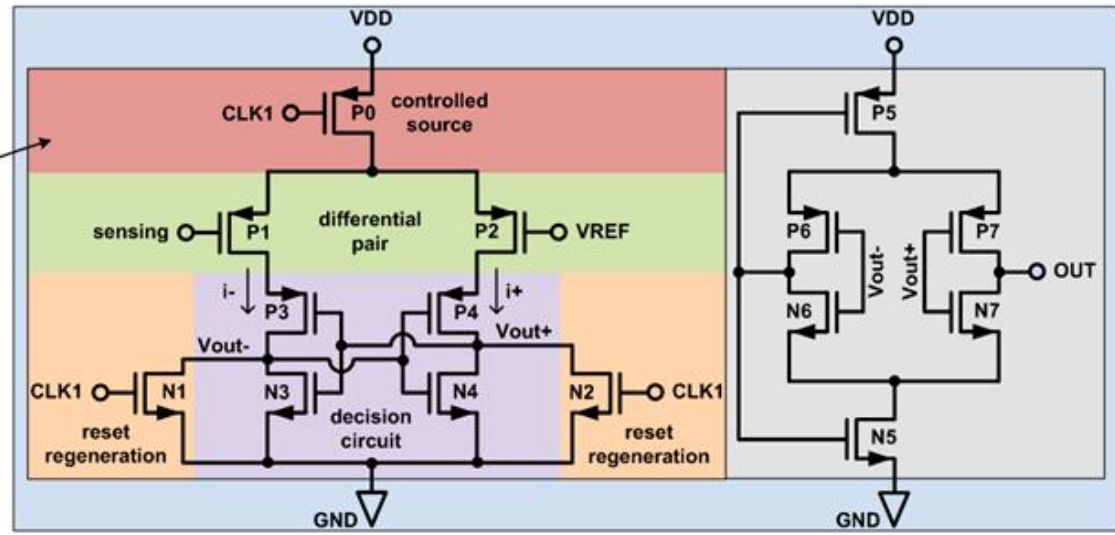 VDD
VDD
CLK1
P0
controlled
source
P5
sensing
P1
differential
pair
P2
VREF
P6
Vout-
Vout+
P7
OUT
i-
P3
P4
i+
N6
N7
Vout-
Vout+
CLK1
N1
N3
N4
N2
CLK1
reset
regeneration
decision
circuit
reset
regeneration
N5
GND
GND